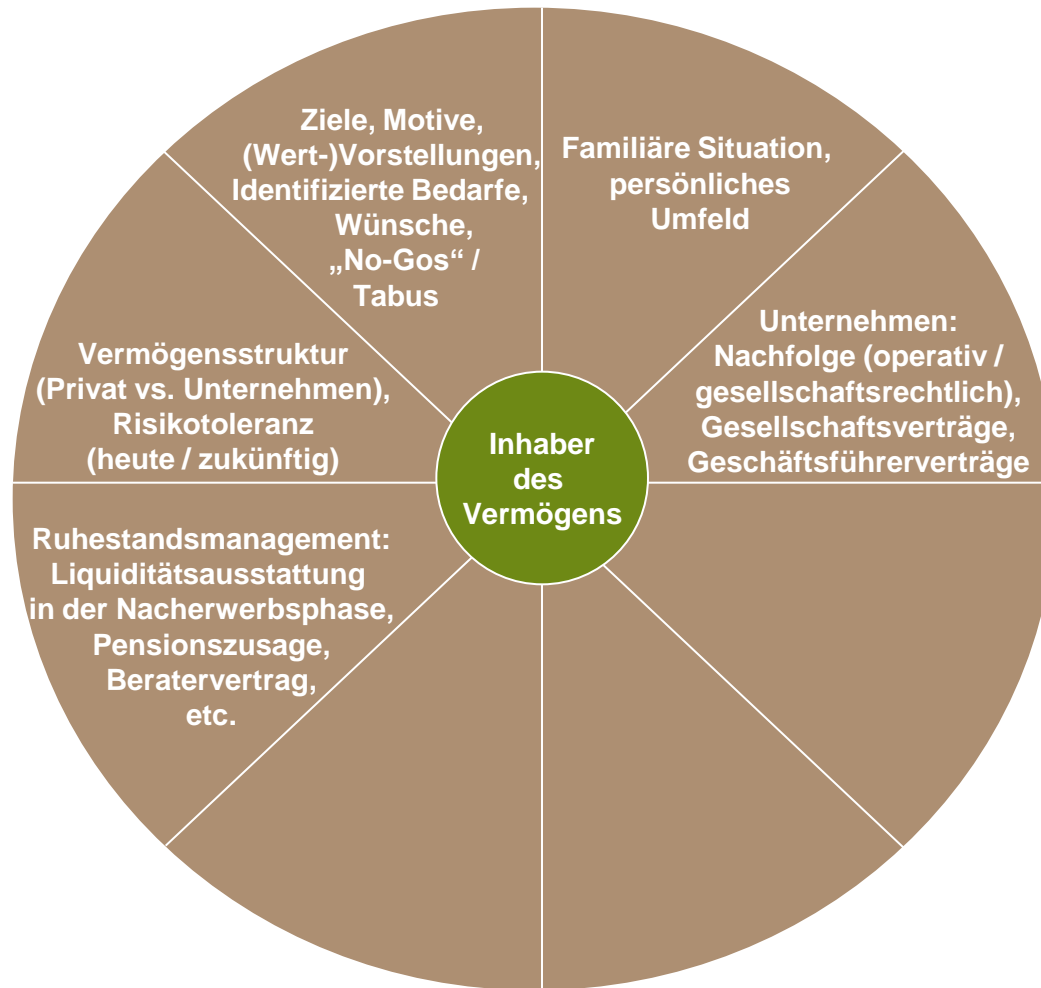 Ziele, Motive,
(Wert-)Vorstellungen,
Identifizierte Bedarfe,
Wünsche,
„No-Gos“ /
Tabus
Familiäre Situation,
persönliches
Umfeld
Unternehmen:
Nachfolge (operativ /
gesellschaftsrechtlich),
Gesellschaftsverträge,
Geschäftsführerverträge
Vermögensstruktur
(Privat vs. Unternehmen),
Risikotoleranz
(heute / zukünftig)
Inhaber
des
Vermögens
Ruhestandsmanagement:
Liquiditätsausstattung
in der Nacherwerbsphase,
Pensionszusage,
Beratervertrag,
etc.